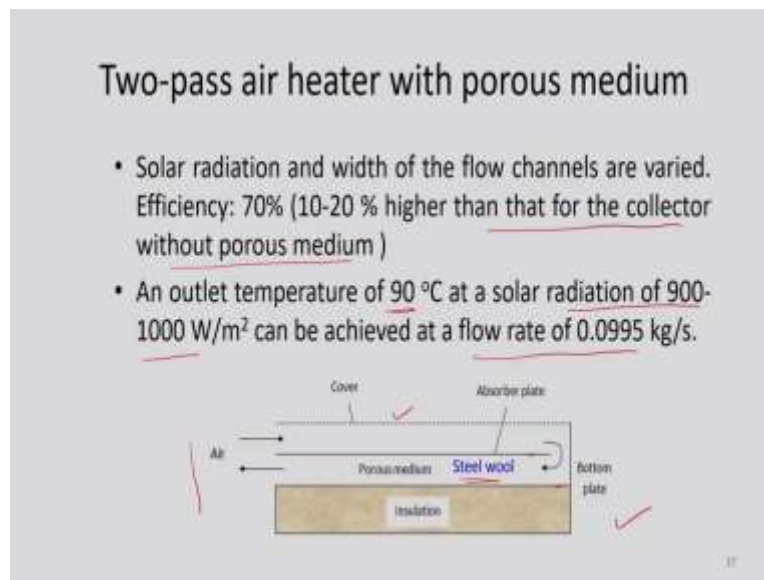 Two-pass air heater with porous medium
• Solar radiation and width of the flow channels are varied.
Efficiency: 70% (10-20 % higher than that for the collector
without porous medium )
• An outlet temperature of 90 °C at a solar radiation of 900-
1000 W/m² can be achieved at a flow rate of 0.0995 kg/s.
Cover
Absorber plate
Air
Porous medium Steel wool
Bottom
plate
Insulation
17